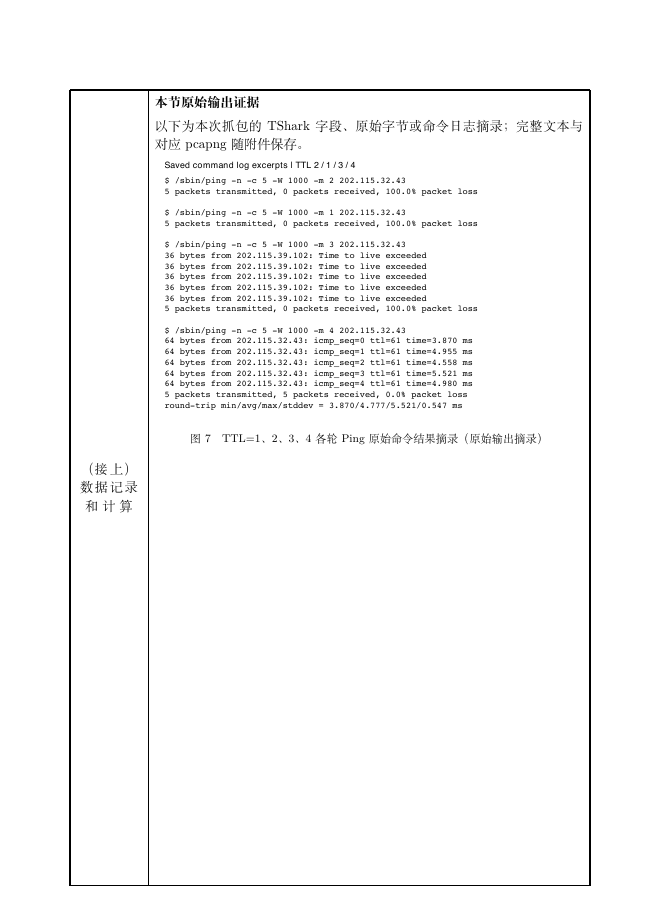 本节原始输出证据
以下为本次抓包的 TShark 字段、原始字节或命令日志摘录；完整文本与
对应 pcapng 随附件保存。
Saved command log excerpts | TTL 2 / 1 / 3 / 4
$ /sbin/ping -n -c 5 -W 1000 -m 2 202.115.32.43
5 packets transmitted, 0 packets received, 100.0% packet loss
$ /sbin/ping -n -c 5 -W 1000 -m 1 202.115.32.43
5 packets transmitted, 0 packets received, 100.0% packet loss
$ /sbin/ping -n -c 5 -W 1000 -m 3 202.115.32.43
36 bytes from 202.115.39.102: Time to live exceeded
36 bytes from 202.115.39.102: Time to live exceeded
36 bytes from 202.115.39.102: Time to live exceeded
36 bytes from 202.115.39.102: Time to live exceeded
36 bytes from 202.115.39.102: Time to live exceeded
5 packets transmitted, 0 packets received, 100.0% packet loss
$ /sbin/ping -n -c 5 -W 1000 -m 4 202.115.32.43
64 bytes from 202.115.32.43: icmp_seq=0 ttl=61 time=3.870 ms
64 bytes from 202.115.32.43: icmp_seq=1 ttl=61 time=4.955 ms
64 bytes from 202.115.32.43: icmp_seq=2 ttl=61 time=4.558 ms
64 bytes from 202.115.32.43: icmp_seq=3 ttl=61 time=5.521 ms
64 bytes from 202.115.32.43: icmp_seq=4 ttl=61 time=4.980 ms
5 packets transmitted, 5 packets received, 0.0% packet loss
round-trip min/avg/max/stddev = 3.870/4.777/5.521/0.547 ms
图 7 TTL=1、2、3、4 各轮 Ping 原始命令结果摘录（原始输出摘录）
（接上）
数据记录
和计算